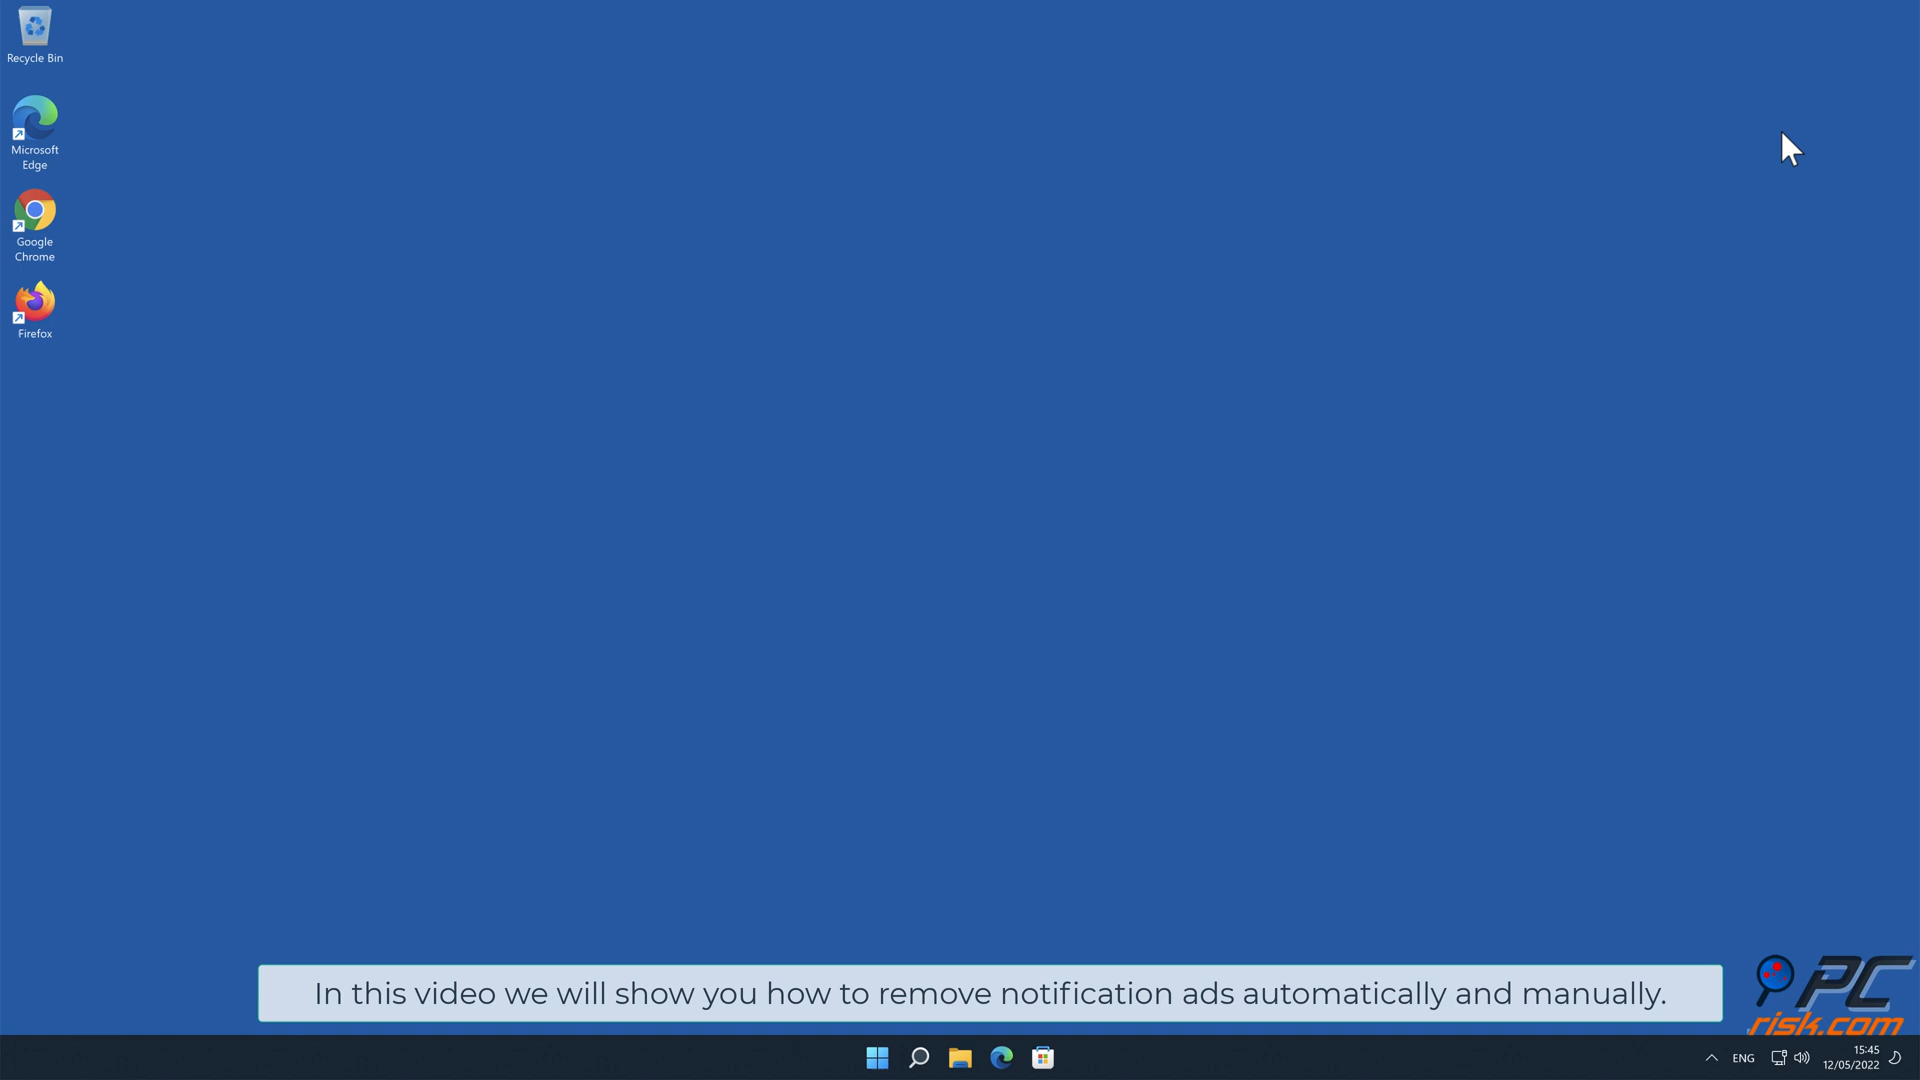 Recycle Bin
Microsoft
Edge
Google
Chrome
Firefox
In this video we will show you how to remove notification ads automatically and manually.
PC
risk.com
ENG
15:45
12/05/2022